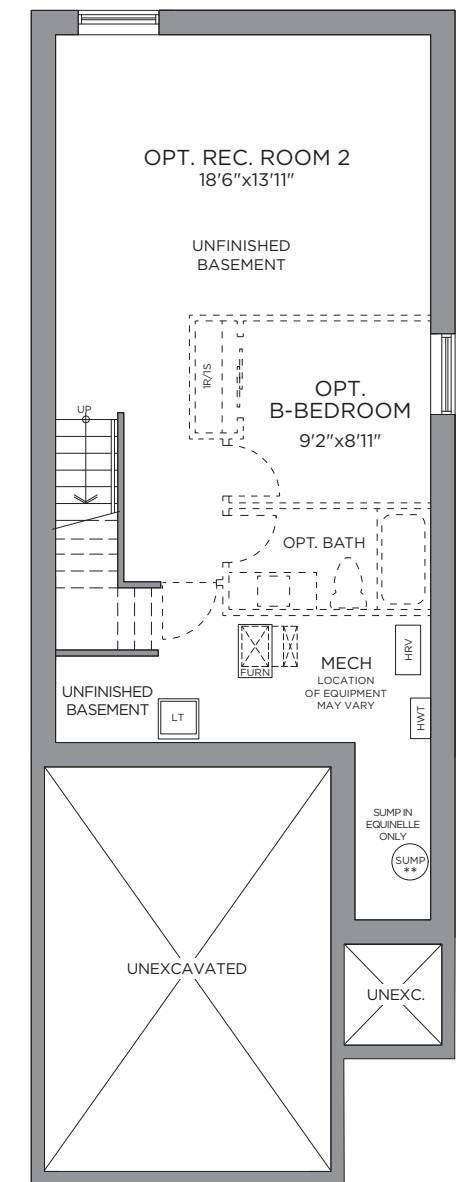 OPT. REC. ROOM 2
18'6"x13'11"
UNFINISHED
BASEMENT
1R/1S
OPT.
B-BEDROOM
9'2"x8'11"
UP
OPT. BATH
FURN
MECH
LOCATION
OF EQUIPMENT
MAY VARY
HRV
UNFINISHED
BASEMENT
LT
HWT
SUMP IN
EQUINELLE
ONLY
SUMP
**
UNEXCAVATED
UNEXC.